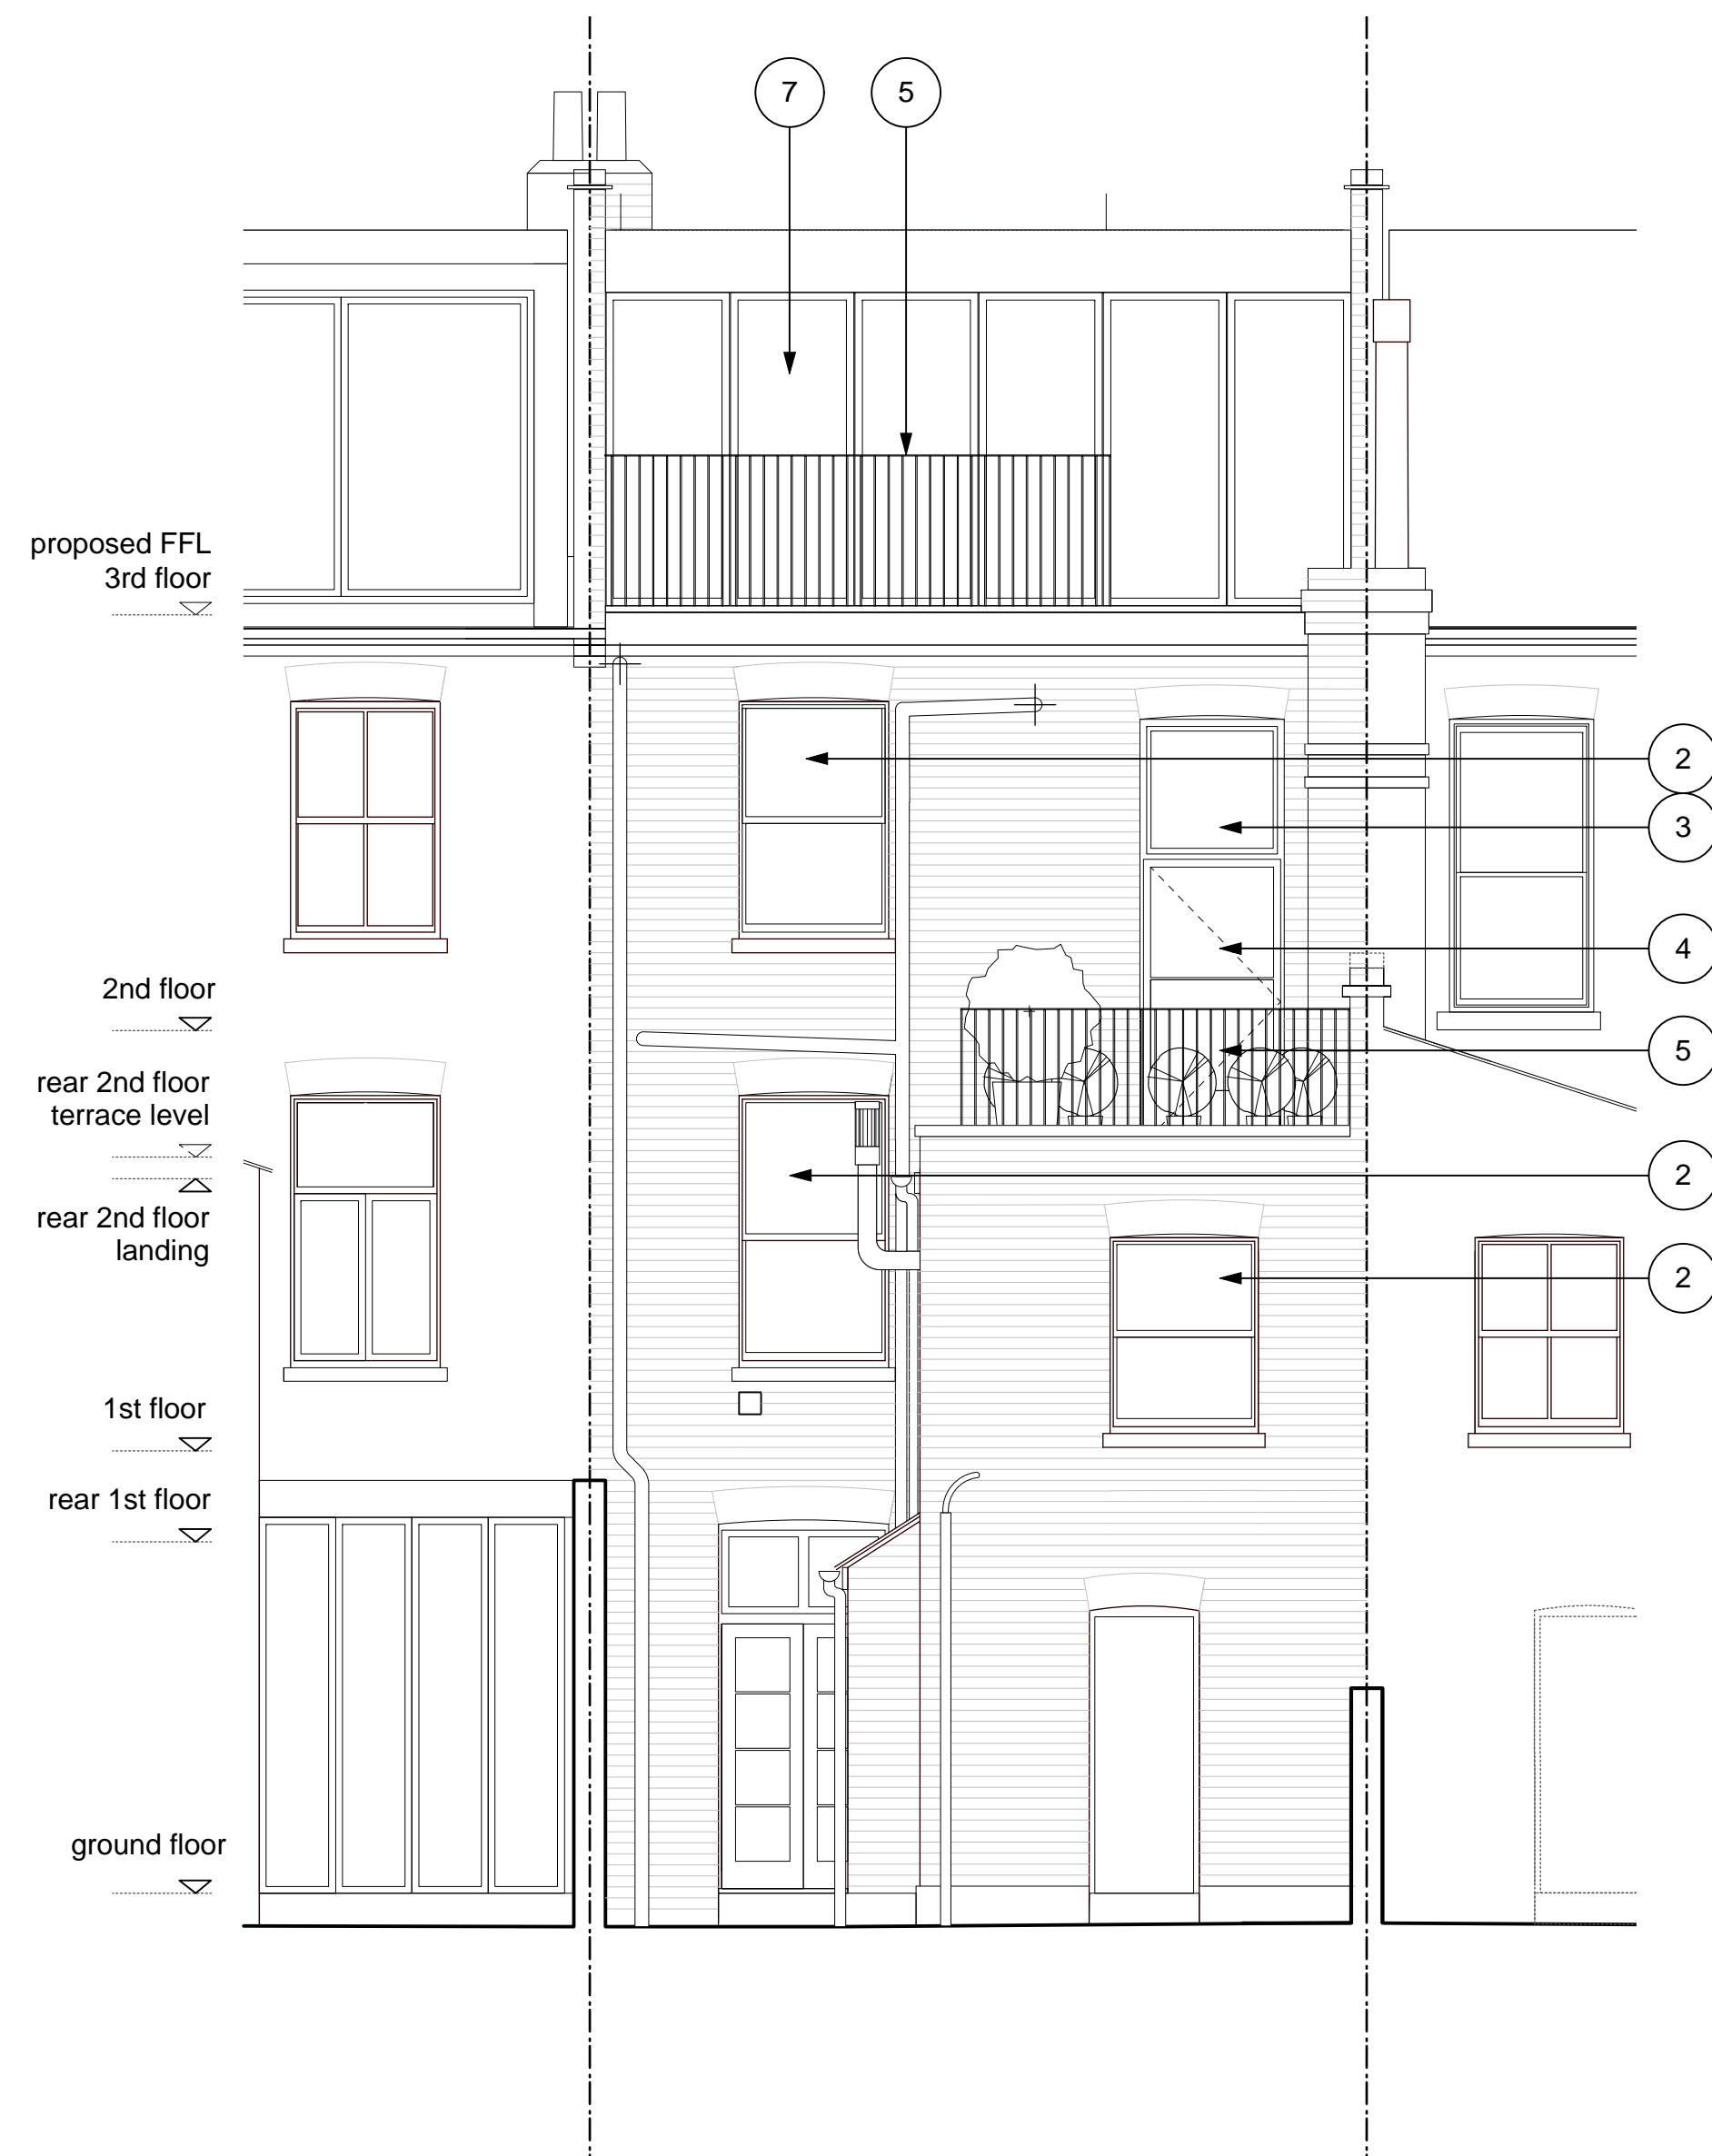 7
5
proposed FFL
3rd floor
2
3
4
2nd floor
5
rear 2nd floor
terrace level
2
rear 2nd floor
landing
2
1st floor
rear 1st floor
ground floor